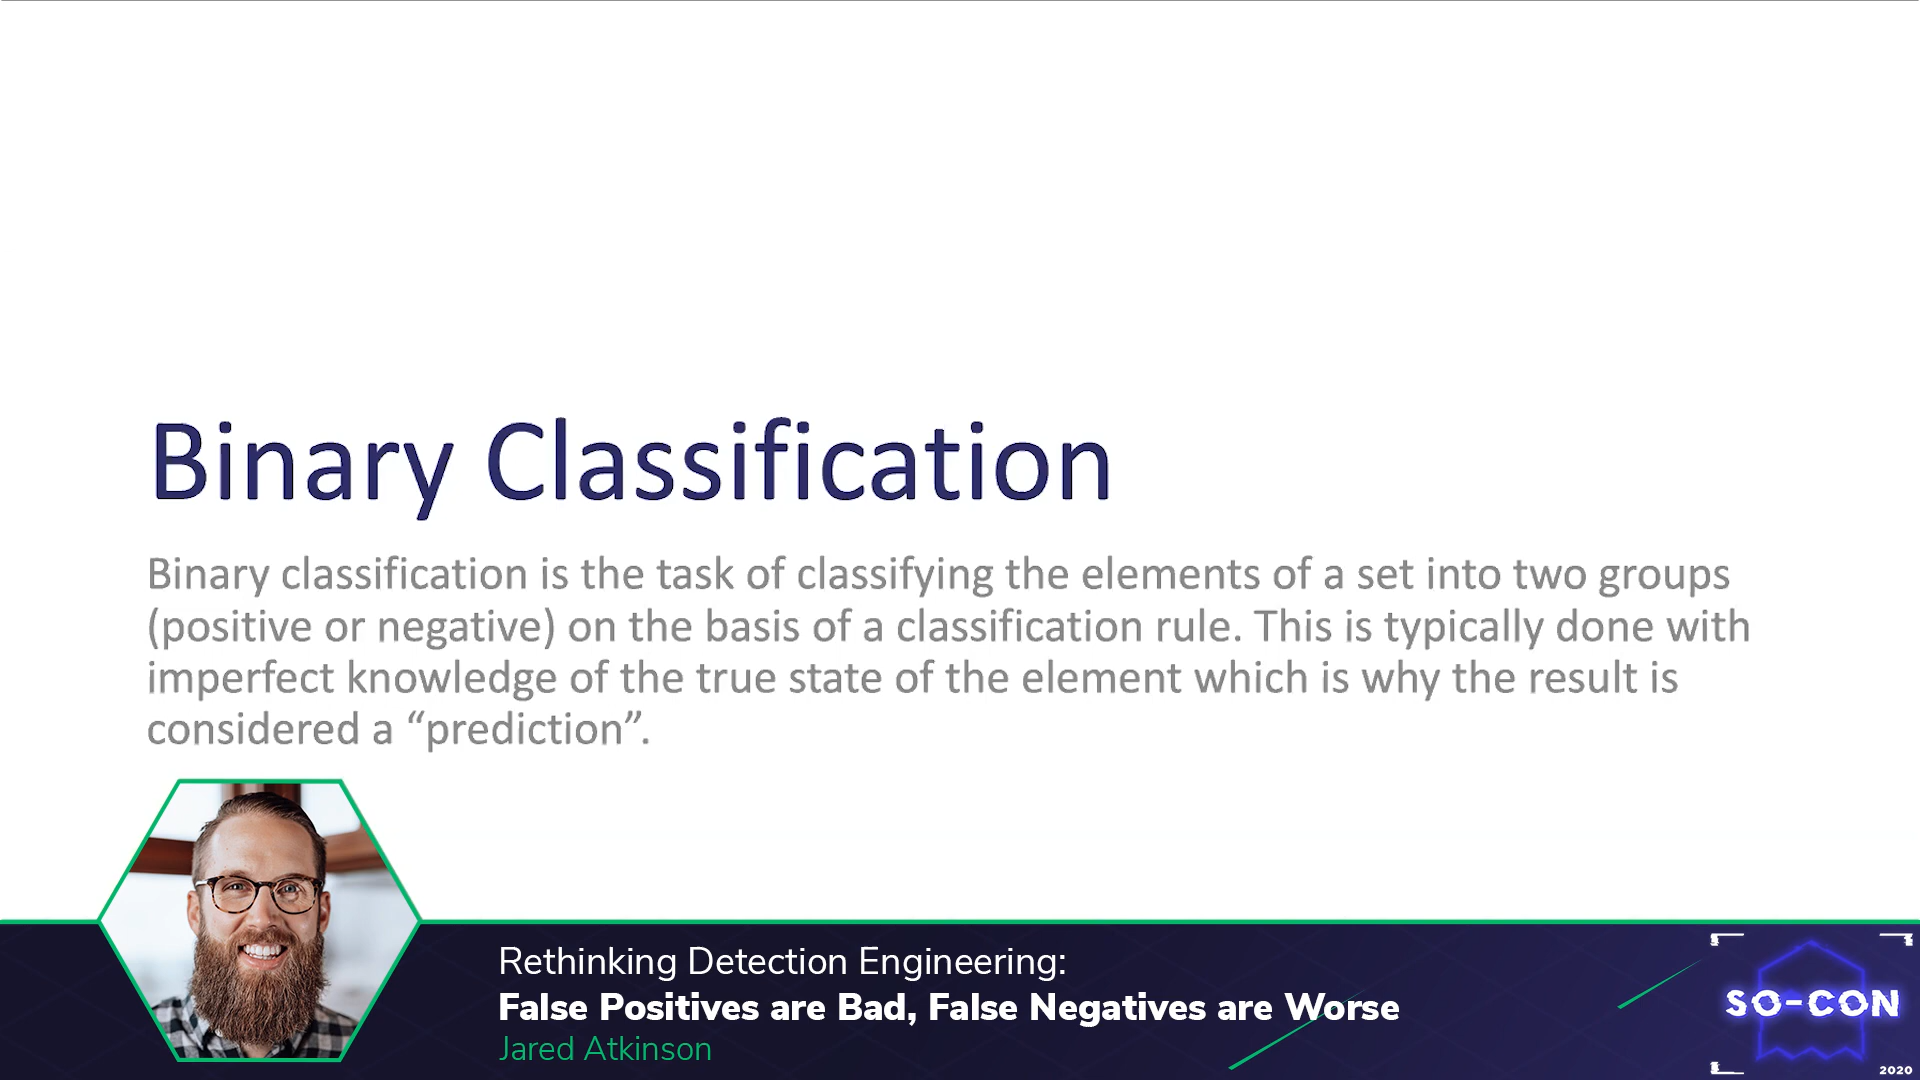 Binary Classification
Binary classification is the task of classifying the elements of a set into two groups
(positive or negative) on the basis of a classification rule. This is typically done with
imperfect knowledge of the true state of the element which is why the result is
considered a “prediction”.
Rethinking Detection Engineering:
False Positives are Bad, False Negatives are Worse
Jared Atkinson
SO-CON
2020